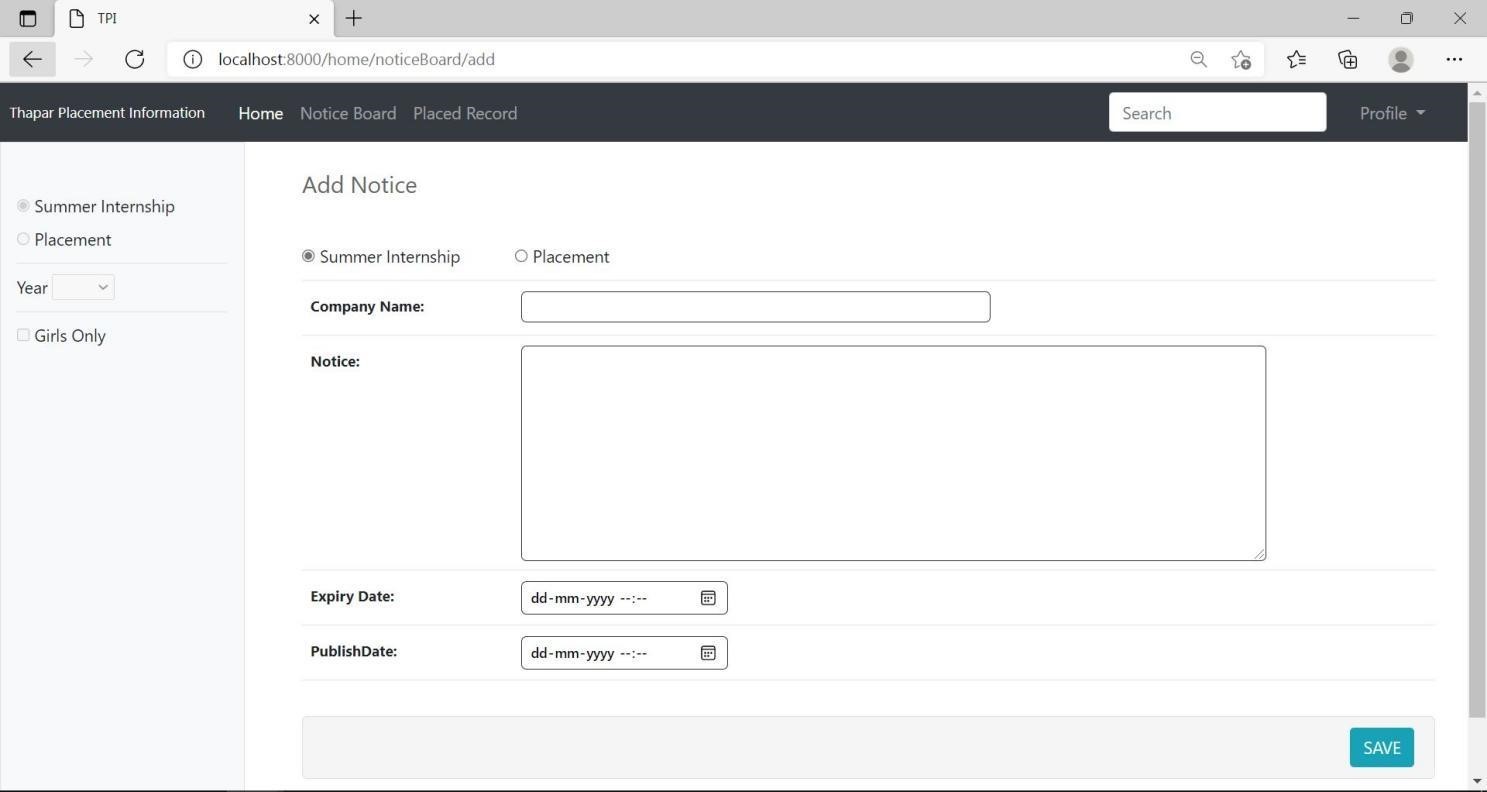 TPI
localhost:8000/home/noticeBoard/add
Thapar Placement Information Home Notice Board Placed Record Search Profile
Add Notice
Summer Internship
Placement
Year
Girls Only
Summer Internship Placement
Company Name:
Notice:
Expiry Date: dd-mm-yyyy --:--
PublishDate: dd-mm-yyyy --:--
SAVE